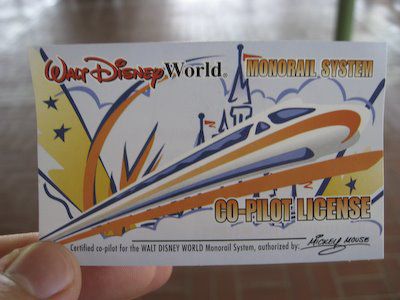 Walt Disney World® MONORAIL SYSTEM
CO-PILOT LICENSE
Certified co-pilot for the WALT DISNEY WORLD Monorail System, authorized by: Mickey Mouse